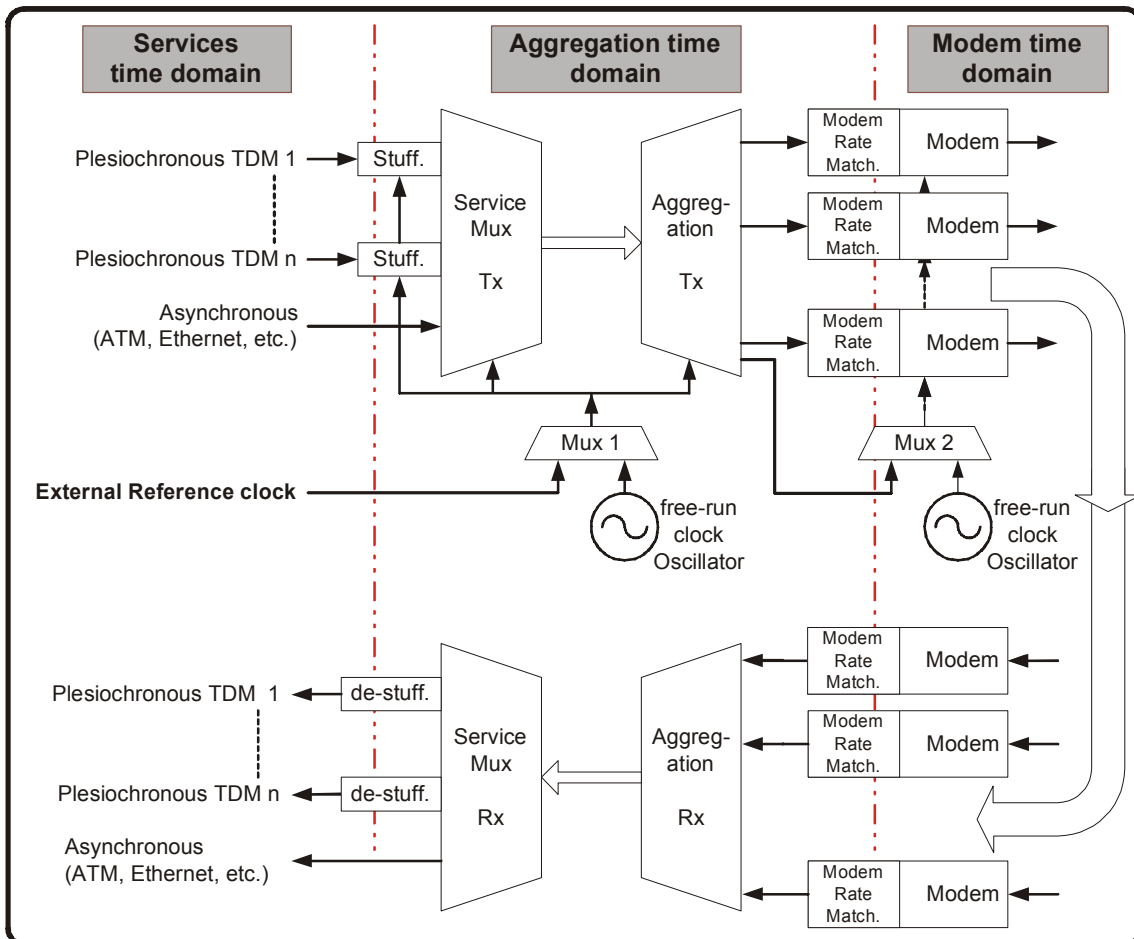 Services
time domain
Aggregation time
domain
Modem time
domain
Plesiochronous TDM 1
Plesiochronous TDM n
Asynchronous
(ATM, Ethernet, etc.)
Stuff.
Stuff.
Service
Mux
Tx
Aggreg-
ation
Tx
Modem
Rate
Match.
Modem
Modem
Rate
Match.
Modem
Modem
Rate
Match.
Modem
Mux 1
Mux 2
External Reference clock
free-run
clock
Oscillator
free-run
clock
Oscillator
Plesiochronous TDM 1
Plesiochronous TDM n
Asynchronous
(ATM, Ethernet, etc.)
de-stuff.
de-stuff.
Service
Mux
Rx
Aggreg-
ation
Rx
Modem
Rate
Match.
Modem
Modem
Rate
Match.
Modem
Modem
Rate
Match.
Modem